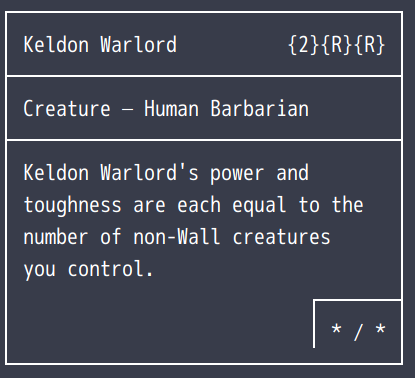 Keldon Warlord {2}{R}{R}
Creature — Human Barbarian
Keldon Warlord's power and
toughness are each equal to the
number of non-Wall creatures
you control.
* / *